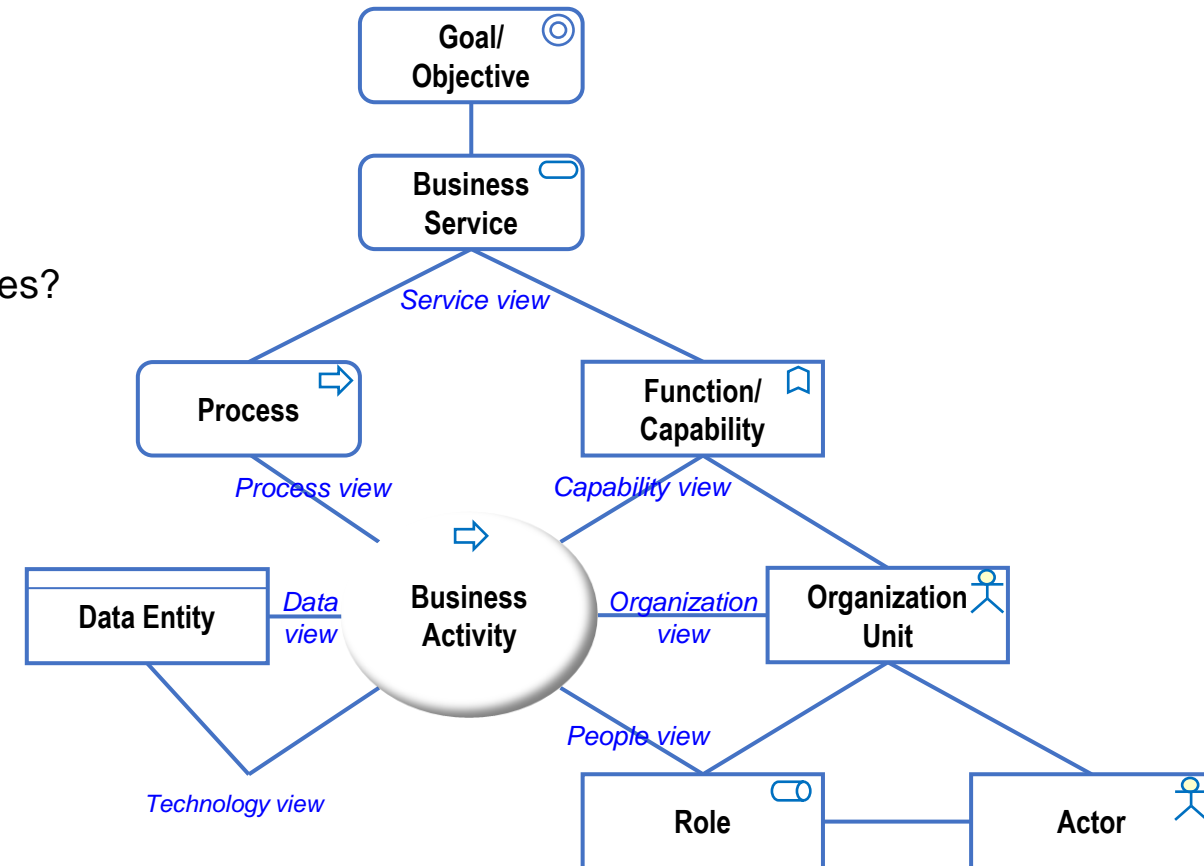 Goal/
Objective
Business
Service
es?
Service view
Process
Function/
Capability
Process view
Capability view
Data Entity
Data
view
Business
Activity
Organization
view
Organization
Unit
People view
Technology view
Role
Actor